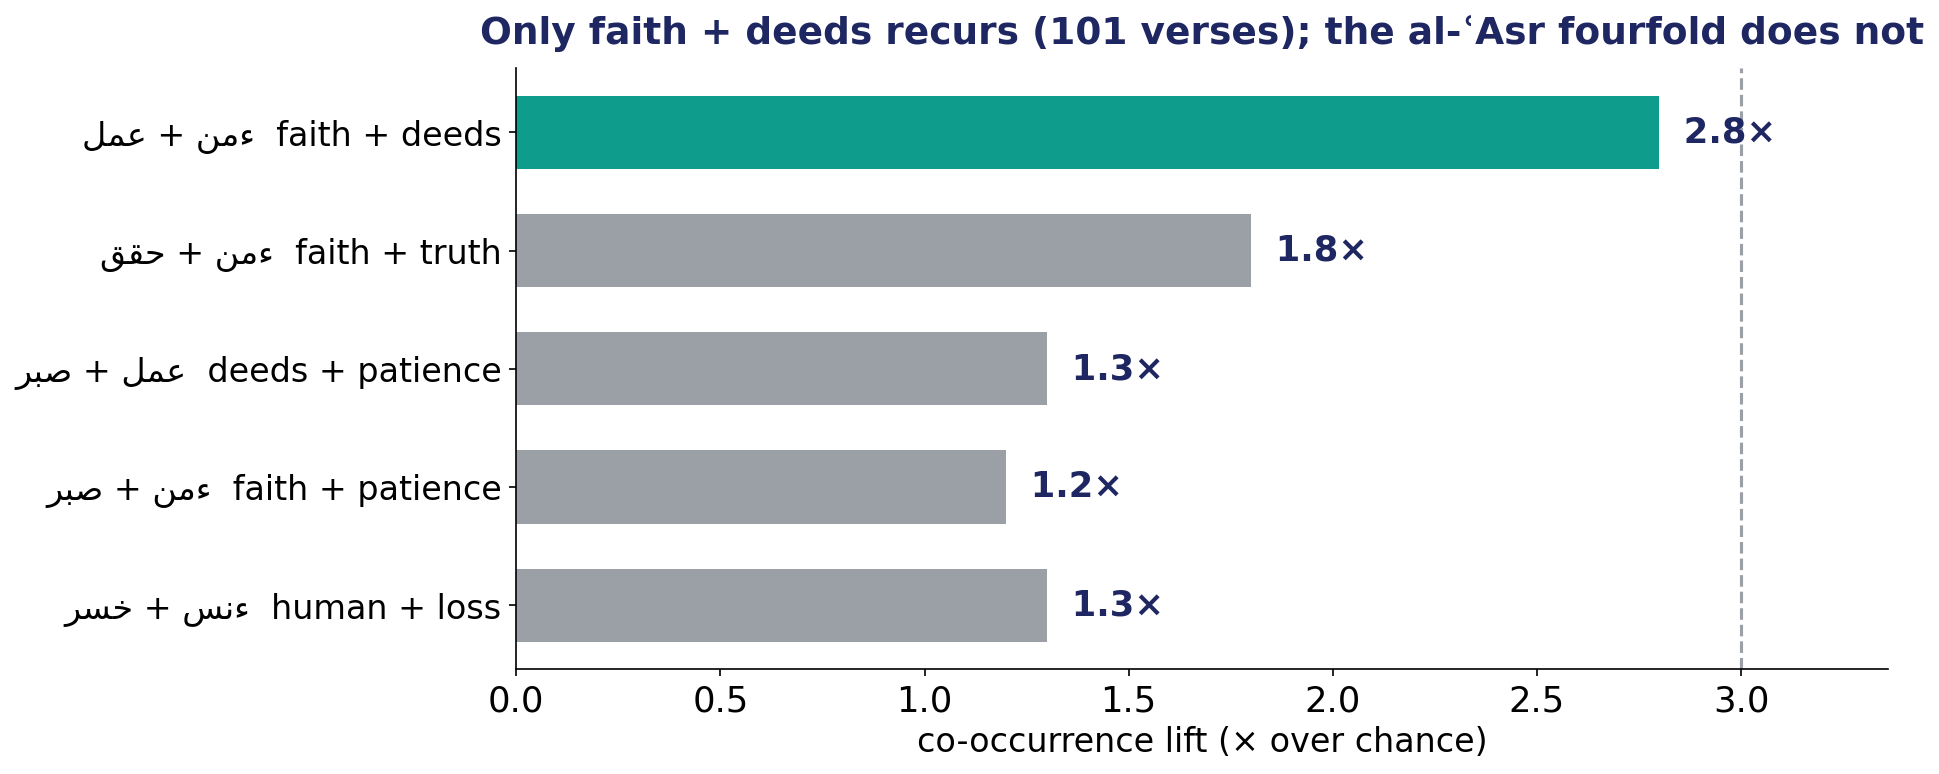 Only faith + deeds recurs (101 verses); the al-ʿAsr fourfold does not
ءمن + عمل  faith + deeds
2.8×
ءمن + حقق  faith + truth
1.8×
عمل + صبر  deeds + patience
1.3×
ءمن + صبر  faith + patience
1.2×
ءنس + خسر  human + loss
1.3×
0.0 0.5 1.0 1.5 2.0 2.5 3.0
co-occurrence lift (× over chance)